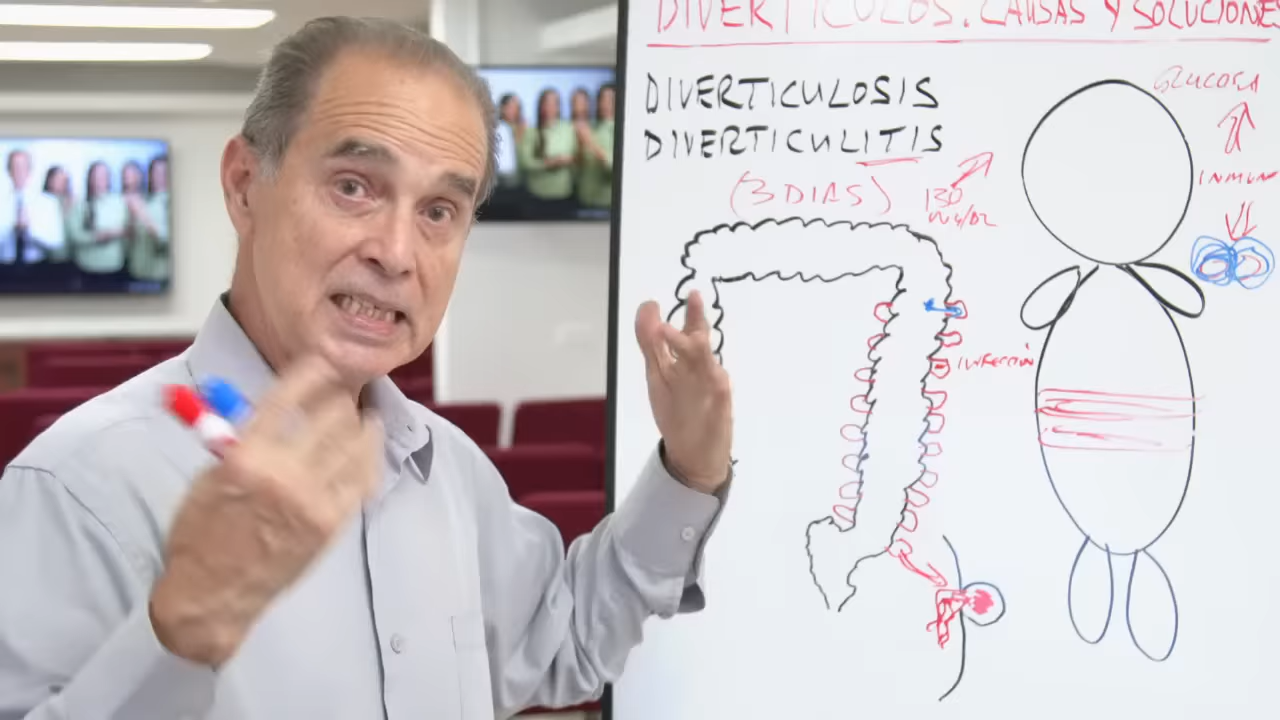 DIVERTICULOS. CAUSAS Y SOLUCIONES
DIVERTICULOSIS
DIVERTICULITIS
(3 DIAS)
130
mg/dl
GLUCOSA
INMUN
INFECCIÓN